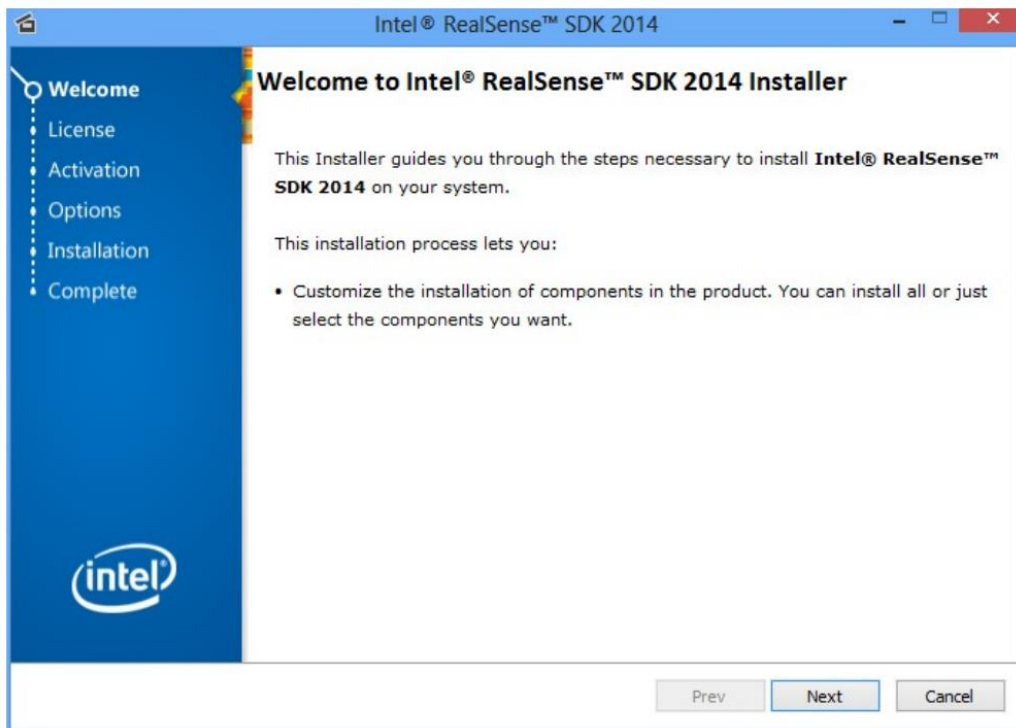 Intel® RealSense™ SDK 2014
Welcome
License
Activation
Options
Installation
Complete
intel®
Welcome to Intel® RealSense™ SDK 2014 Installer
This Installer guides you through the steps necessary to install Intel® RealSense™
SDK 2014 on your system.
This installation process lets you:
• Customize the installation of components in the product. You can install all or just
select the components you want.
Prev
Next
Cancel